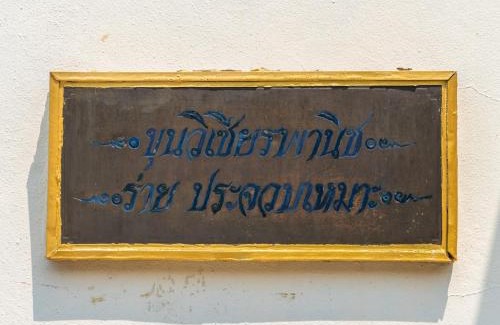 ขุนวิเชียรพานิช
ร่าย ประจวบเหมาะ